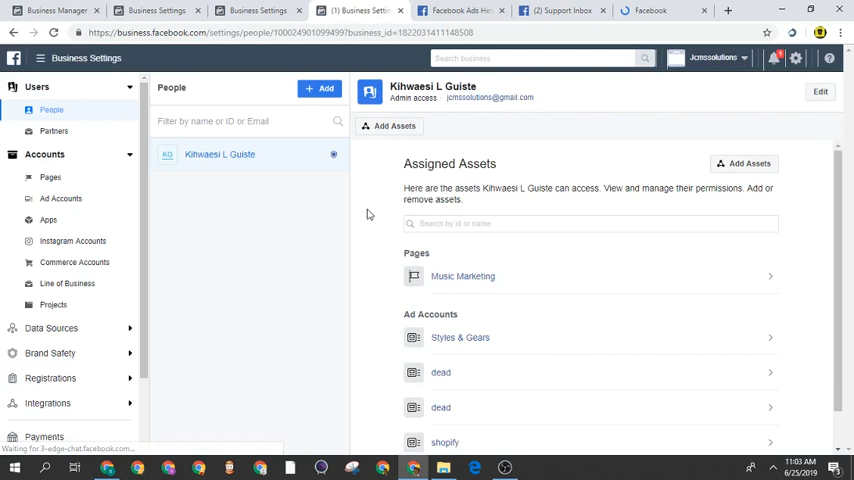 Business Manager
Business Settings
Business Settings
(1) Business Settin
Facebook Ads Hel
(2) Support Inbox
Facebook
https://business.facebook.com/settings/people/100024901099499?business_id=1822031411148508
Business Settings
Search business
Jcmssolutions
1
Users
People
Partners
Accounts
Pages
Ad Accounts
Apps
Instagram Accounts
Commerce Accounts
Line of Business
Projects
Data Sources
Brand Safety
Registrations
Integrations
Payments
Waiting for 3-edge-chat.facebook.com...
People
+ Add
Filter by name or ID or Email
KG
Kihwaesi L Guiste
Kihwaesi L Guiste
Admin access · jcmssolutions@gmail.com
Edit
Add Assets
Assigned Assets
Add Assets
Here are the assets Kihwaesi L Guiste can access. View and manage their permissions. Add or
remove assets.
Search by id or name
Pages
Music Marketing
Ad Accounts
Styles & Gears
dead
dead
shopify
11:03 AM
6/25/2019